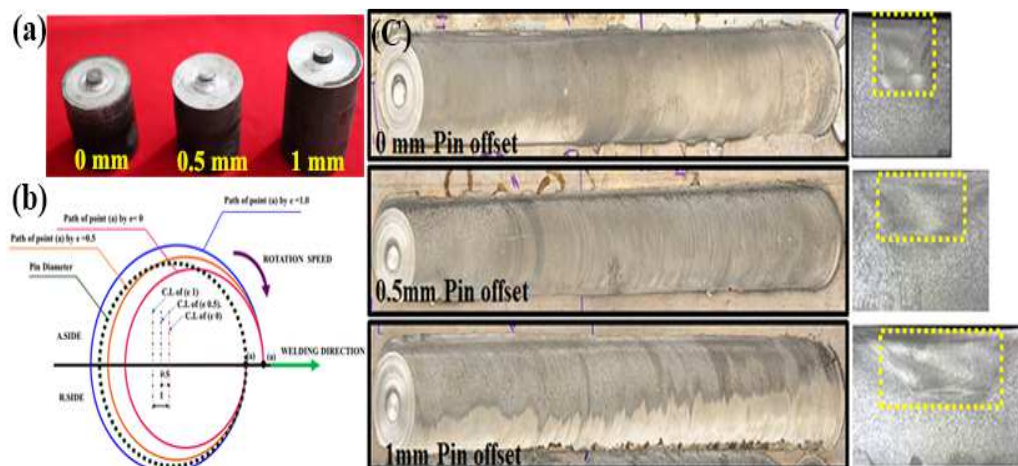 (a)
0 mm
0.5 mm
1 mm
(b)
Path of point (a) by e =1.0
Path of point (a) by e= 0
Path of point (a) by e =0.5
Pin Diameter
ROTATION SPEED
C.L of (e 1)
C.L of (e 0.5).
C.L of (e 0)
A.SIDE
(a) (a)
WELDING DIRECTION
0.5
1
R.SIDE
(C)
0 mm Pin offset
0.5mm Pin offset
1mm Pin offset